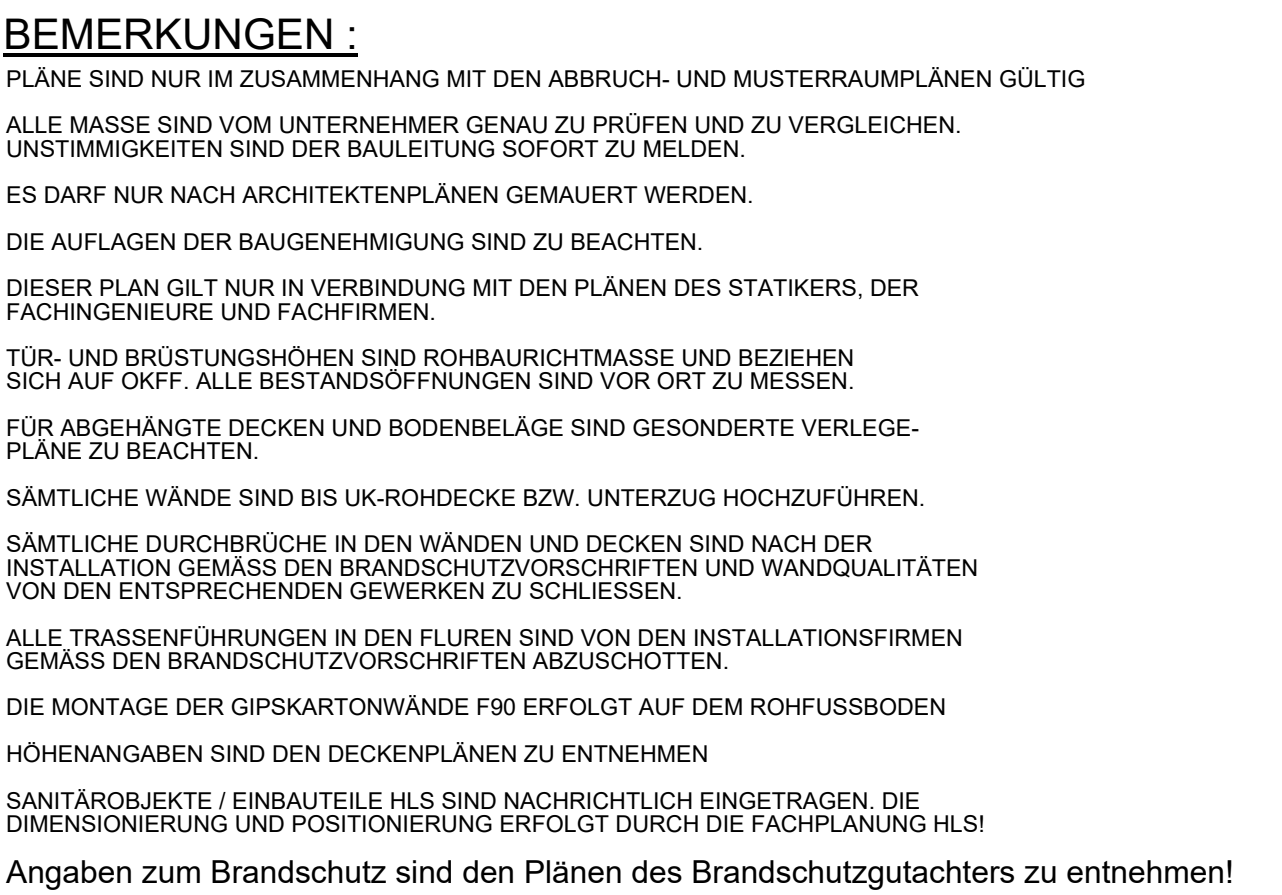 BEMERKUNGEN :
PLÄNE SIND NUR IM ZUSAMMENHANG MIT DEN ABBRUCH- UND MUSTERRAUMPLÄNEN GÜLTIG
ALLE MASSE SIND VOM UNTERNEHMER GENAU ZU PRÜFEN UND ZU VERGLEICHEN.
UNSTIMMIGKEITEN SIND DER BAULEITUNG SOFORT ZU MELDEN.
ES DARF NUR NACH ARCHITEKTENPLÄNEN GEMAUERT WERDEN.
DIE AUFLAGEN DER BAUGENEHMIGUNG SIND ZU BEACHTEN.
DIESER PLAN GILT NUR IN VERBINDUNG MIT DEN PLÄNEN DES STATIKERS, DER
FACHINGENIEURE UND FACHFIRMEN.
TÜR- UND BRÜSTUNGSHÖHEN SIND ROHBAURICHTMASSE UND BEZIEHEN
SICH AUF OKFF. ALLE BESTANDSÖFFNUNGEN SIND VOR ORT ZU MESSEN.
FÜR ABGEHÄNGTE DECKEN UND BODENBELÄGE SIND GESONDERTE VERLEGE-
PLÄNE ZU BEACHTEN.
SÄMTLICHE WÄNDE SIND BIS UK-ROHDECKE BZW. UNTERZUG HOCHZUFÜHREN.
SÄMTLICHE DURCHBRÜCHE IN DEN WÄNDEN UND DECKEN SIND NACH DER
INSTALLATION GEMÄSS DEN BRANDSCHUTZVORSCHRIFTEN UND WANDQUALITÄTEN
VON DEN ENTSPRECHENDEN GEWERKEN ZU SCHLIESSEN.
ALLE TRASSENFÜHRUNGEN IN DEN FLUREN SIND VON DEN INSTALLATIONSFIRMEN
GEMÄSS DEN BRANDSCHUTZVORSCHRIFTEN ABZUSCHOTTEN.
DIE MONTAGE DER GIPSKARTONWÄNDE F90 ERFOLGT AUF DEM ROHFUSSBODEN
HÖHENANGABEN SIND DEN DECKENPLÄNEN ZU ENTNEHMEN
SANITÄROBJEKTE / EINBAUTEILE HLS SIND NACHRICHTLICH EINGETRAGEN. DIE
DIMENSIONIERUNG UND POSITIONIERUNG ERFOLGT DURCH DIE FACHPLANUNG HLS!
Angaben zum Brandschutz sind den Plänen des Brandschutzgutachters zu entnehmen!